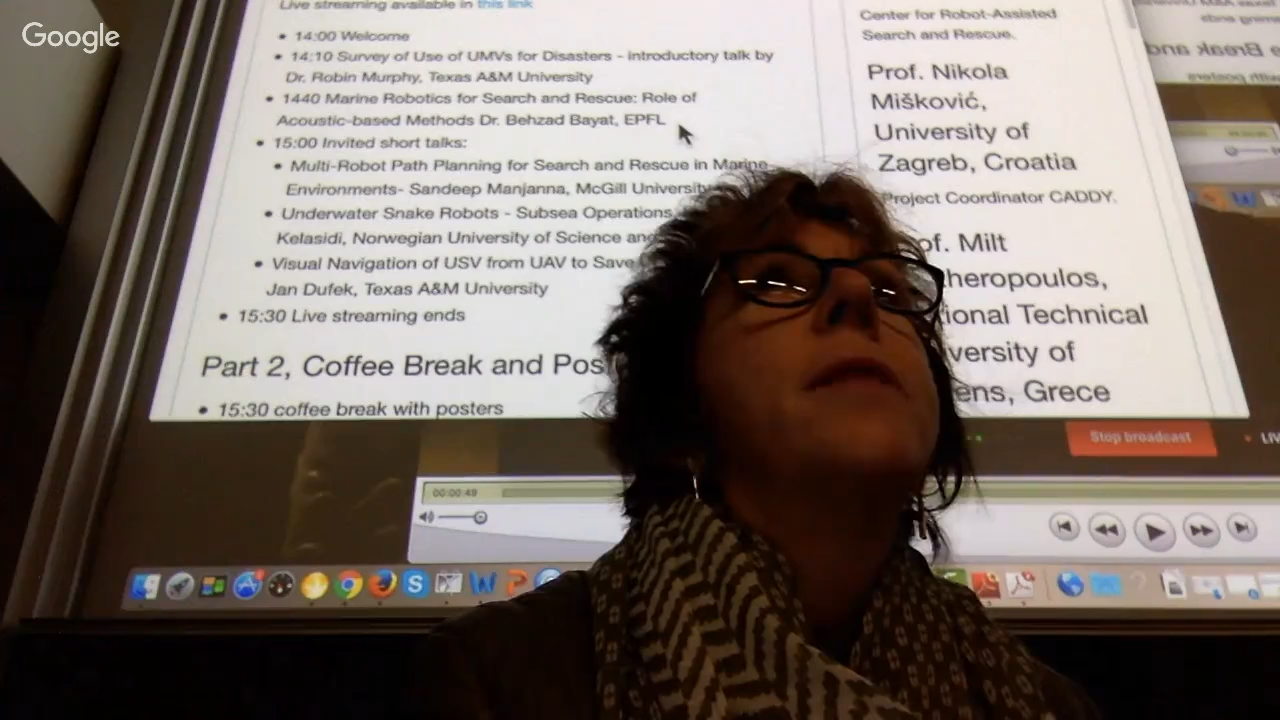 Google
Live streaming available in this link
• 14:00 Welcome
• 14:10 Survey of Use of UMVs for Disasters - introductory talk by
Dr. Robin Murphy, Texas A&M University
• 1440 Marine Robotics for Search and Rescue: Role of
Acoustic-based Methods Dr. Behzad Bayat, EPFL
• 15:00 Invited short talks:
• Multi-Robot Path Planning for Search and Rescue in Marine
Environments- Sandeep Manjanna, McGill University
• Underwater Snake Robots - Subsea Operations
Kelasidi, Norwegian University of Science and
• Visual Navigation of USV from UAV to Save
Jan Dufek, Texas A&M University
• 15:30 Live streaming ends
Part 2, Coffee Break and Pos
• 15:30 coffee break with posters
Center for Robot-Assisted
Search and Rescue.
Prof. Nikola
Mišković,
University of
Zagreb, Croatia
Project Coordinator CADDY.
of. Milt
heropoulos,
ional Technical
versity of
ens, Grece
Stop broadcast
LIV
00:00:49